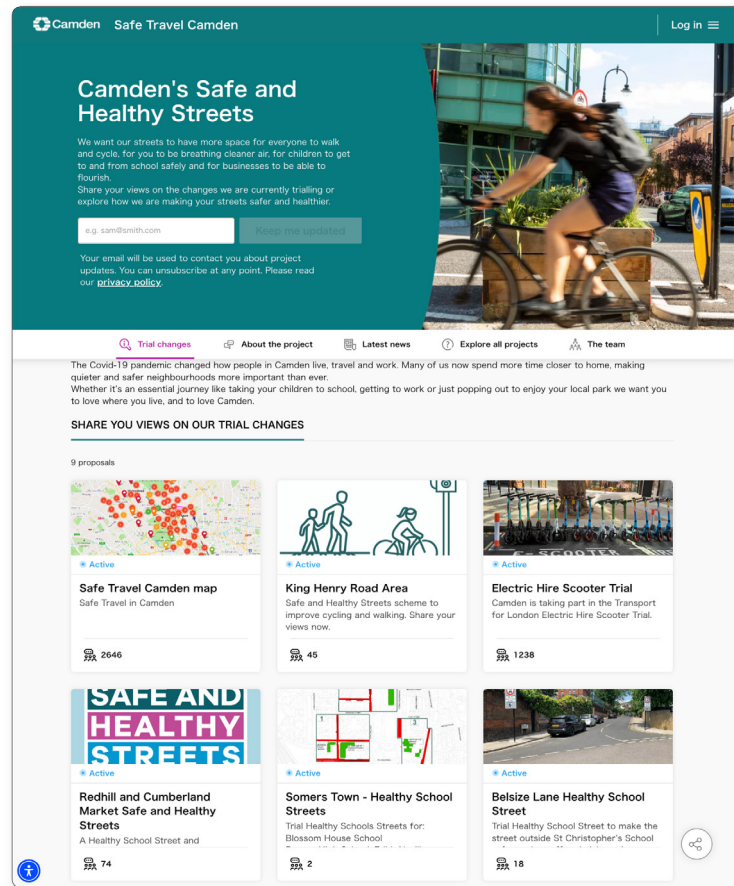 Camden Safe Travel Camden
Log in
Camden's Safe and
Healthy Streets
We want our streets to have more space for everyone to walk
and cycle, for you to be breathing cleaner air, for children to get
to and from school safely and for businesses to be able to
flourish.
Share your views on the changes we are currently trialling or
explore how we are making your streets safer and healthier.
e.g. sam@smith.com
Keep me updated
Your email will be used to contact you about project
updates. You can unsubscribe at any point. Please read
our privacy policy.
Trial changes
About the project
Latest news
Explore all projects
The team
The Covid-19 pandemic changed how people in Camden live, travel and work. Many of us now spend more time closer to home, making
quieter and safer neighbourhoods more important than ever.
Whether it's an essential journey like taking your children to school, getting to work or just popping out to enjoy your local park we want you
to love where you live, and to love Camden.
SHARE YOU VIEWS ON OUR TRIAL CHANGES
9 proposals
Active
Safe Travel Camden map
Safe Travel in Camden
2646
Active
King Henry Road Area
Safe and Healthy Streets scheme to
improve cycling and walking. Share your
views now.
45
E-SCOOTER
Active
Electric Hire Scooter Trial
Camden is taking part in the Transport
for London Electric Hire Scooter Trial.
1238
SAFE AND
HEALTHY
STREETS
Active
Redhill and Cumberland
Market Safe and Healthy
Streets
A Healthy School Street and
74
1
3
Active
Somers Town - Healthy School
Streets
Trial Healthy Schools Streets for:
Blossom House School
2
Active
Belsize Lane Healthy School
Street
Trial Healthy School Street to make the
street outside St Christopher's School
18